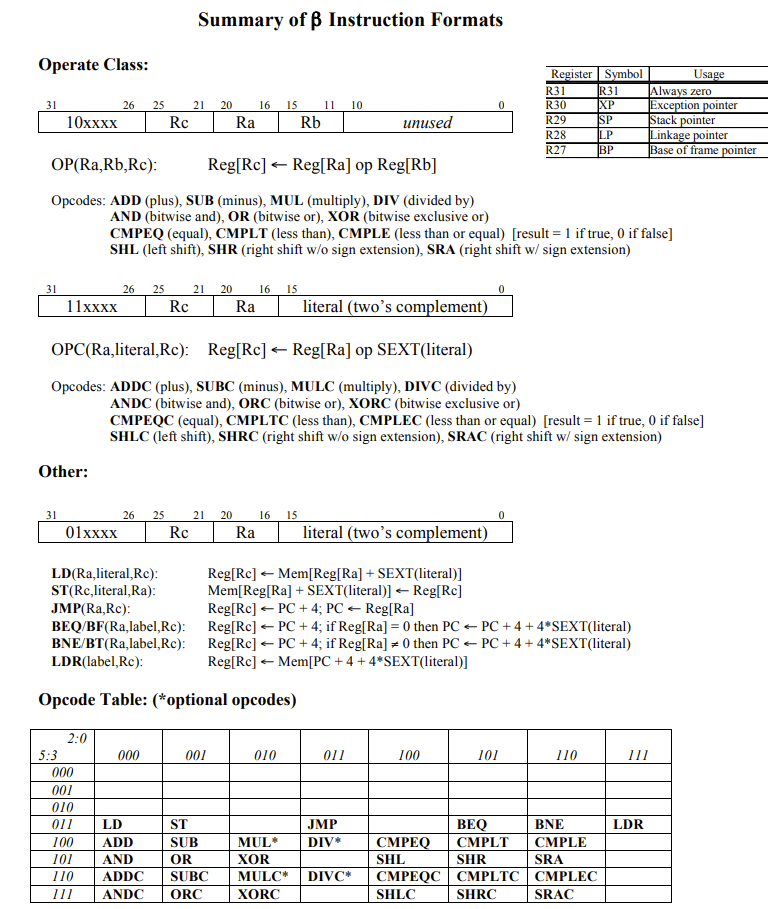 Summary of β Instruction Formats
Operate Class:
Register Symbol Usage
R31 R31 Always zero
R30 XP Exception pointer
R29 SP Stack pointer
R28 LP Linkage pointer
R27 BP Base of frame pointer
31 26 25 21 20 16 15 11 10 0
10xxxx Rc Ra Rb unused
OP(Ra,Rb,Rc): Reg[Rc] ← Reg[Ra] op Reg[Rb]
Opcodes: ADD (plus), SUB (minus), MUL (multiply), DIV (divided by)
AND (bitwise and), OR (bitwise or), XOR (bitwise exclusive or)
CMPEQ (equal), CMPLT (less than), CMPLE (less than or equal) [result = 1 if true, 0 if false]
SHL (left shift), SHR (right shift w/o sign extension), SRA (right shift w/ sign extension)
31 26 25 21 20 16 15 0
11xxxx Rc Ra literal (two’s complement)
OPC(Ra,literal,Rc): Reg[Rc] ← Reg[Ra] op SEXT(literal)
Opcodes: ADDC (plus), SUBC (minus), MULC (multiply), DIVC (divided by)
ANDC (bitwise and), ORC (bitwise or), XORC (bitwise exclusive or)
CMPEQC (equal), CMPLTC (less than), CMPLEC (less than or equal) [result = 1 if true, 0 if false]
SHLC (left shift), SHRC (right shift w/o sign extension), SRAC (right shift w/ sign extension)
Other:
31 26 25 21 20 16 15 0
01xxxx Rc Ra literal (two’s complement)
LD(Ra,literal,Rc): Reg[Rc] ← Mem[Reg[Ra] + SEXT(literal)]
ST(Rc,literal,Ra): Mem[Reg[Ra] + SEXT(literal)] ← Reg[Rc]
JMP(Ra,Rc): Reg[Rc] ← PC + 4; PC ← Reg[Ra]
BEQ/BF(Ra,label,Rc): Reg[Rc] ← PC + 4; if Reg[Ra] = 0 then PC ← PC + 4 + 4*SEXT(literal)
BNE/BT(Ra,label,Rc): Reg[Rc] ← PC + 4; if Reg[Ra] ≠ 0 then PC ← PC + 4 + 4*SEXT(literal)
LDR(label,Rc): Reg[Rc] ← Mem[PC + 4 + 4*SEXT(literal)]
Opcode Table: (*optional opcodes)
2:0
5:3 000 001 010 011 100 101 110 111
000
001
010
011 LD ST JMP BEQ BNE LDR
100 ADD SUB MUL* DIV* CMPEQ CMPLT CMPLE
101 AND OR XOR SHL SHR SRA
110 ADDC SUBC MULC* DIVC* CMPEQC CMPLTC CMPLEC
111 ANDC ORC XORC SHLC SHRC SRAC